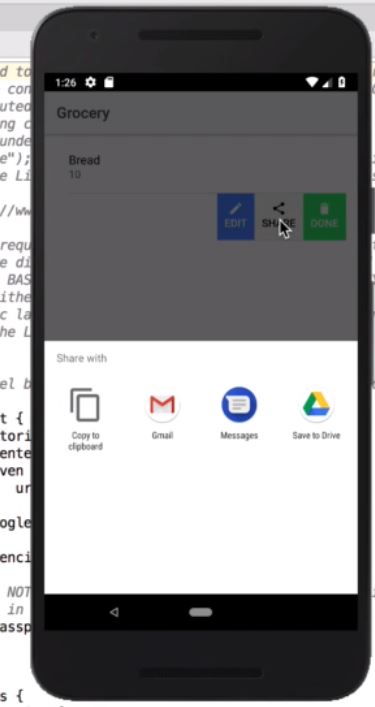 d to
con
uted
ng c
unde
e");
e Li
//ww
requ
e di
BAS
ithe
c la
he L
el b
t {
tori
ente
ven
ur
ogle
enci
NOT
in
assp
s {
1:26
Grocery
Bread
10
EDIT SHARE DONE
Share with
Copy to
clipboard
Gmail
Messages
Save to Drive